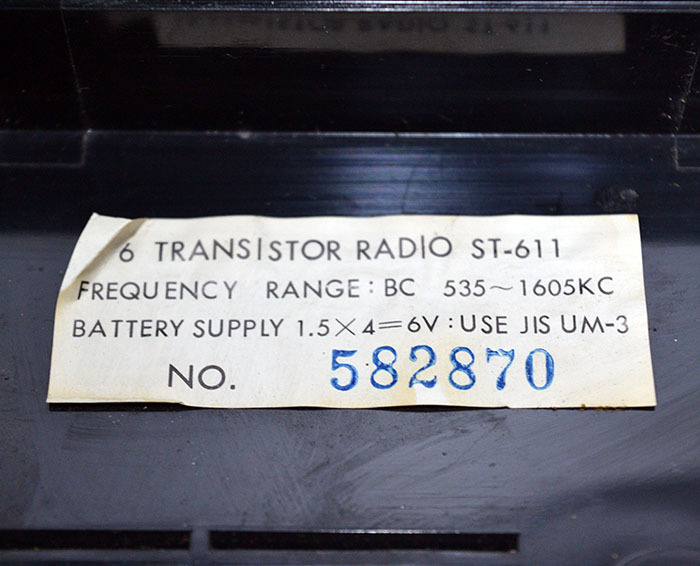 6 TRANSISTOR RADIO ST-611
FREQUENCY RANGE: BC 535~1605KC
BATTERY SUPPLY 1.5×4=6V: USE JIS UM-3
NO. 582870